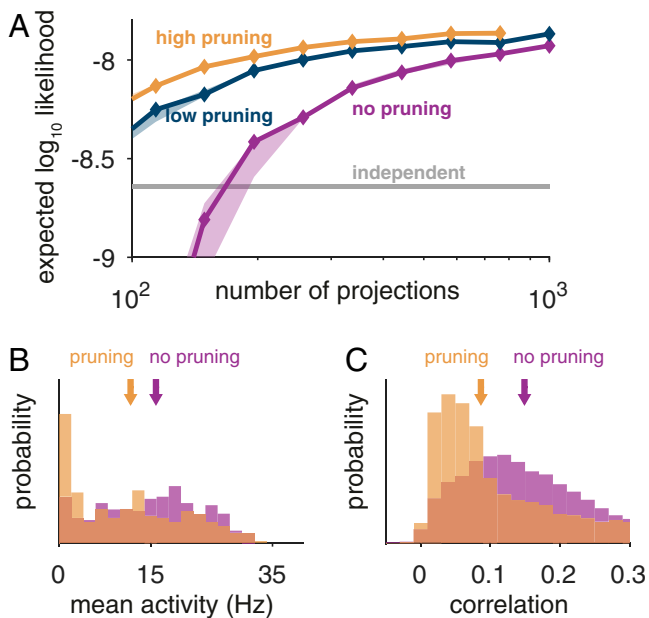 A
expected log10 likelihood
-8
-8.5
-9
high pruning
low pruning
no pruning
independent
10^2
number of projections
10^3
B
pruning
no pruning
probability
0
15
35
mean activity (Hz)
C
pruning
no pruning
probability
0
0.1
0.2
0.3
correlation